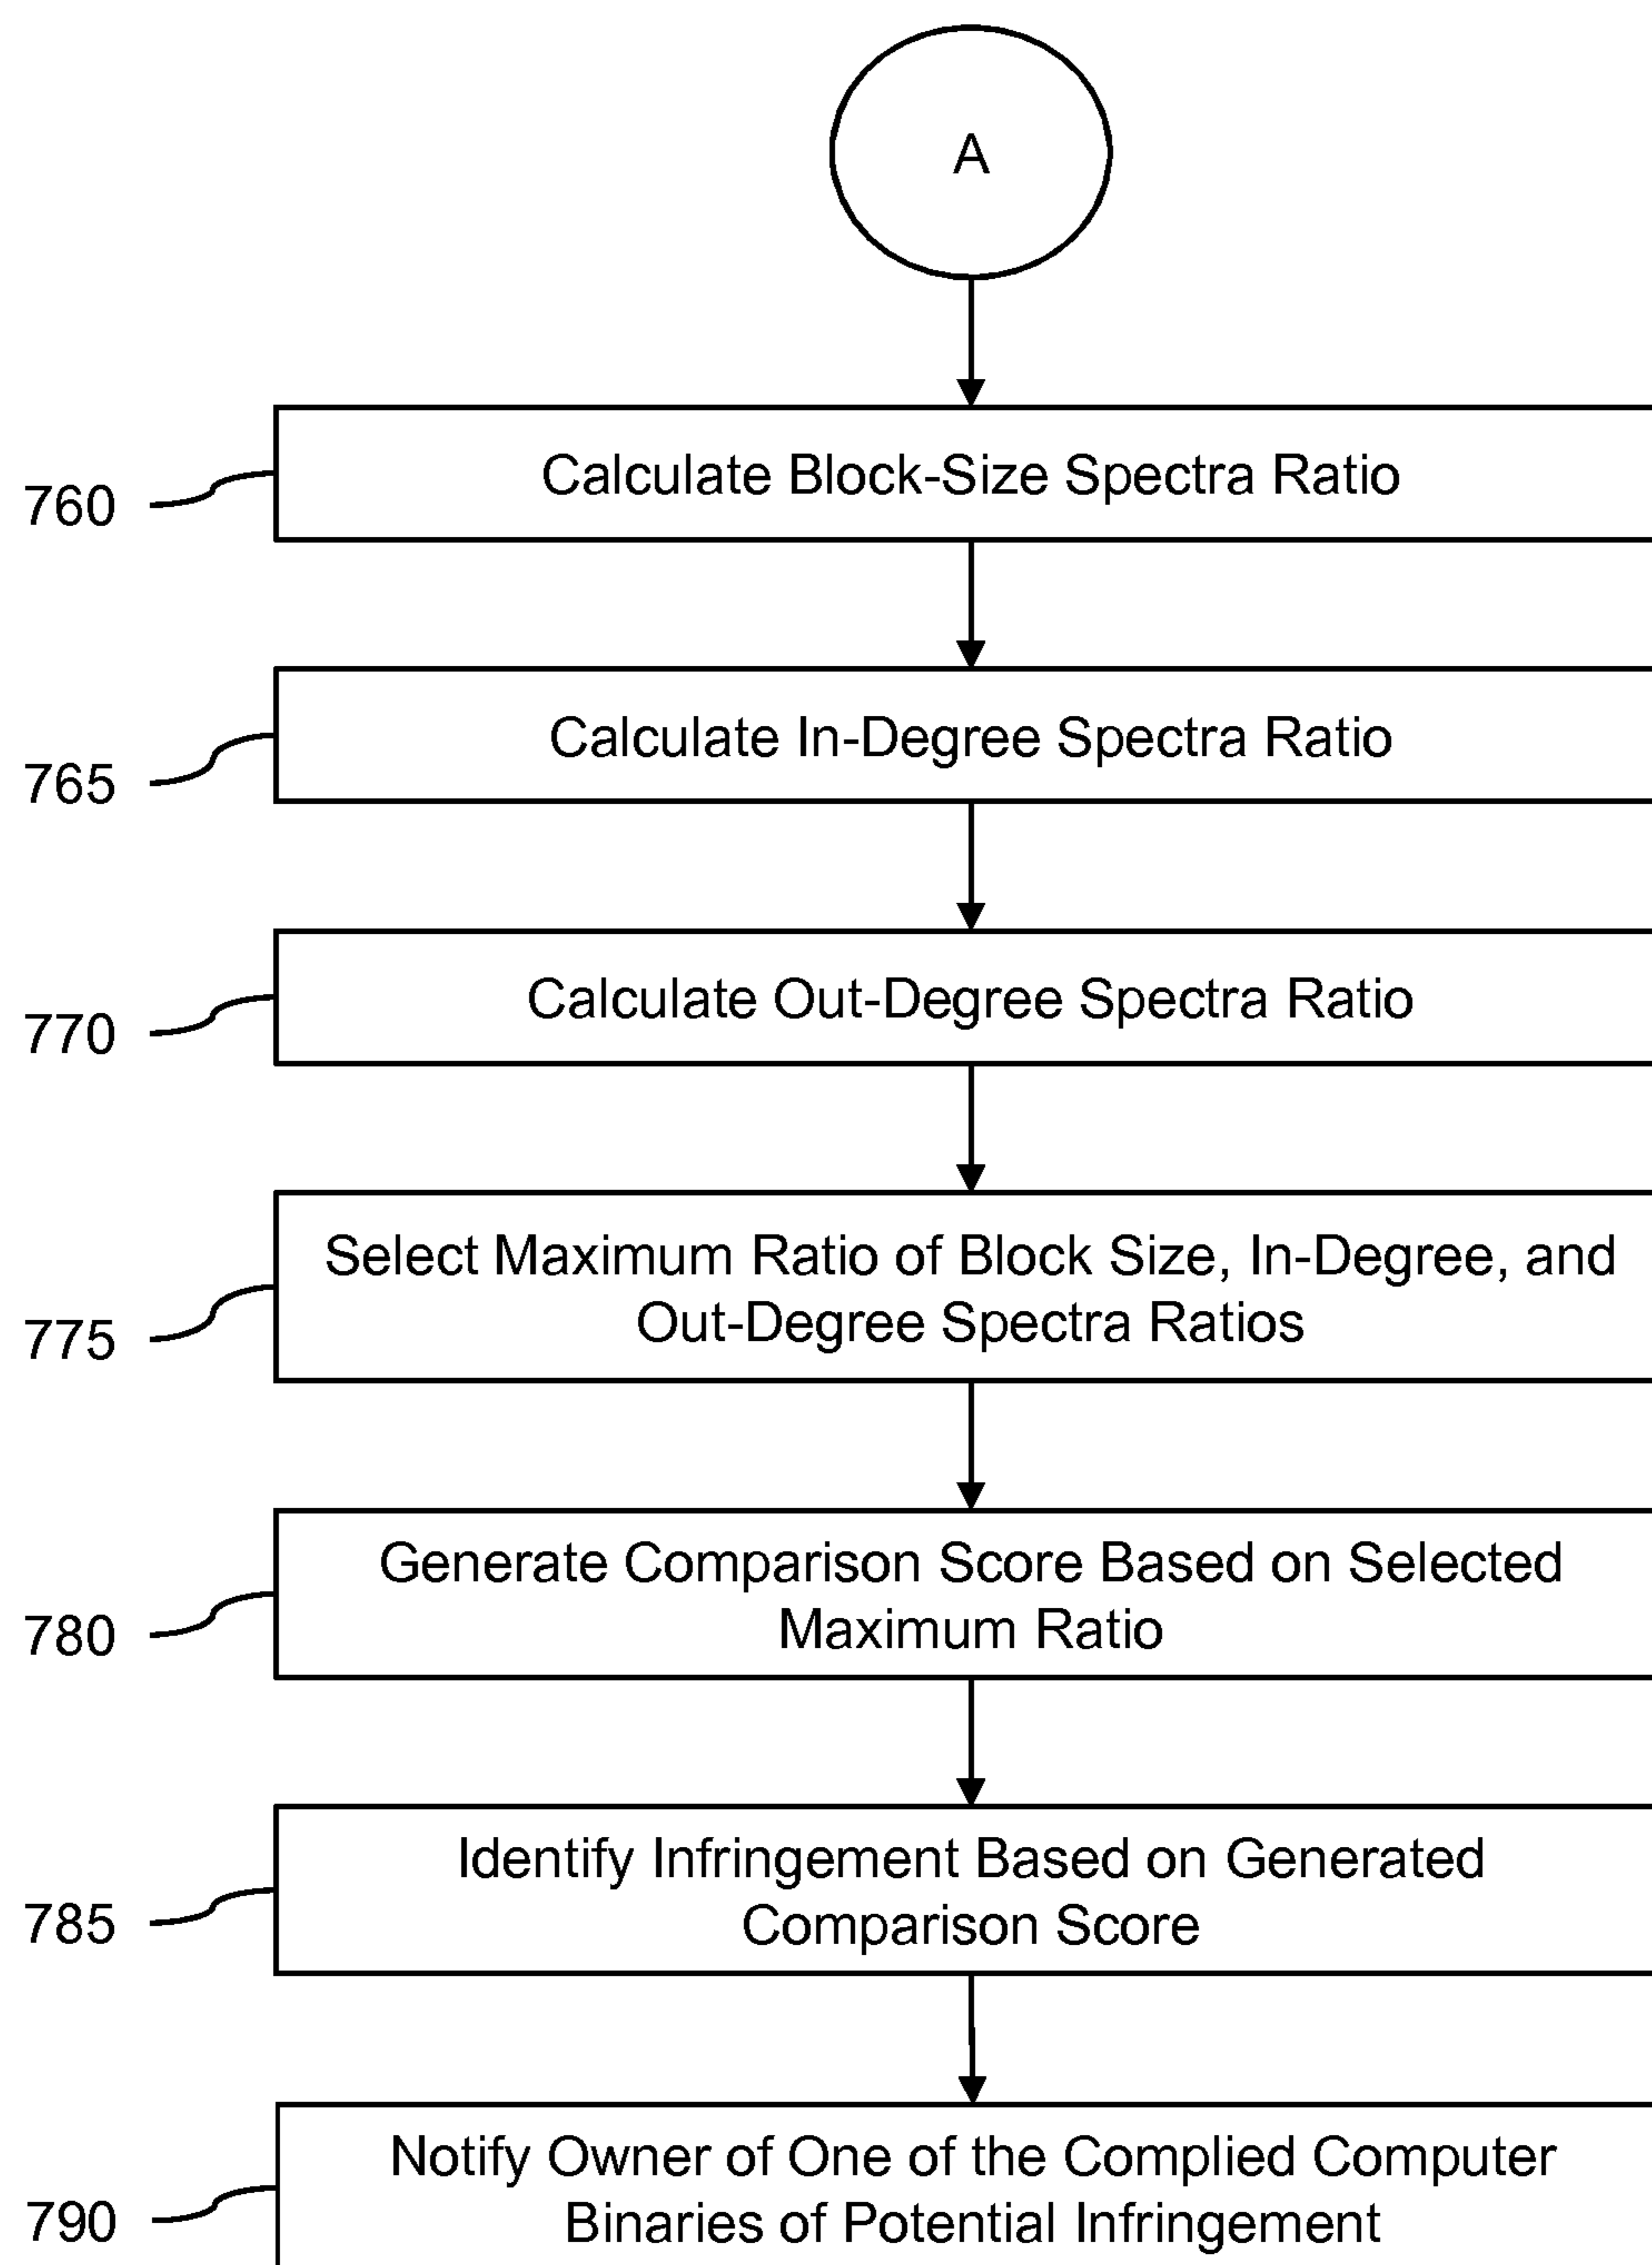 A
760
Calculate Block-Size Spectra Ratio
765
Calculate In-Degree Spectra Ratio
770
Calculate Out-Degree Spectra Ratio
775
Select Maximum Ratio of Block Size, In-Degree, and
Out-Degree Spectra Ratios
780
Generate Comparison Score Based on Selected
Maximum Ratio
785
Identify Infringement Based on Generated
Comparison Score
790
Notify Owner of One of the Complied Computer
Binaries of Potential Infringement